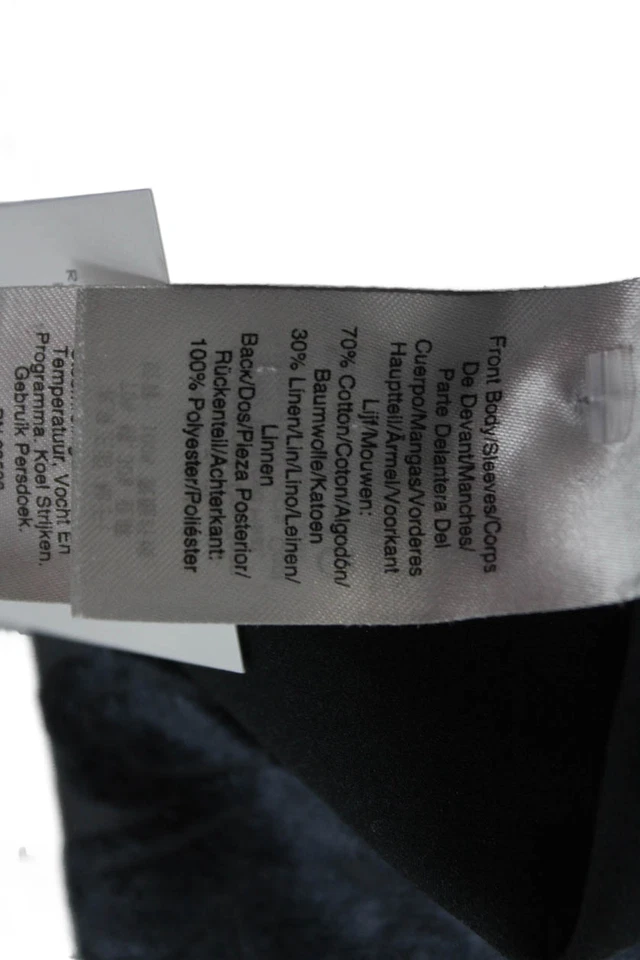 Front Body/Sleeves/Corps
De Devant/Manches/
Parte Delantera Del
Cuerpo/Mangas/Vorderes
Hauptteil/Ärmel/Voorkant
Lijf/Mouwen:
70% Cotton/Coton/Algodón/
Baumwolle/Katoen
30% Linen/Lin/Lino/Leinen/
Linnen
Back/Dos/Pieza Posterior/
Rückenteil/Achterkant:
100% Polyester/Poliéster
Temperatuur, Vocht En
Programma. Koel Strijken.
Gebruik Persdoek.